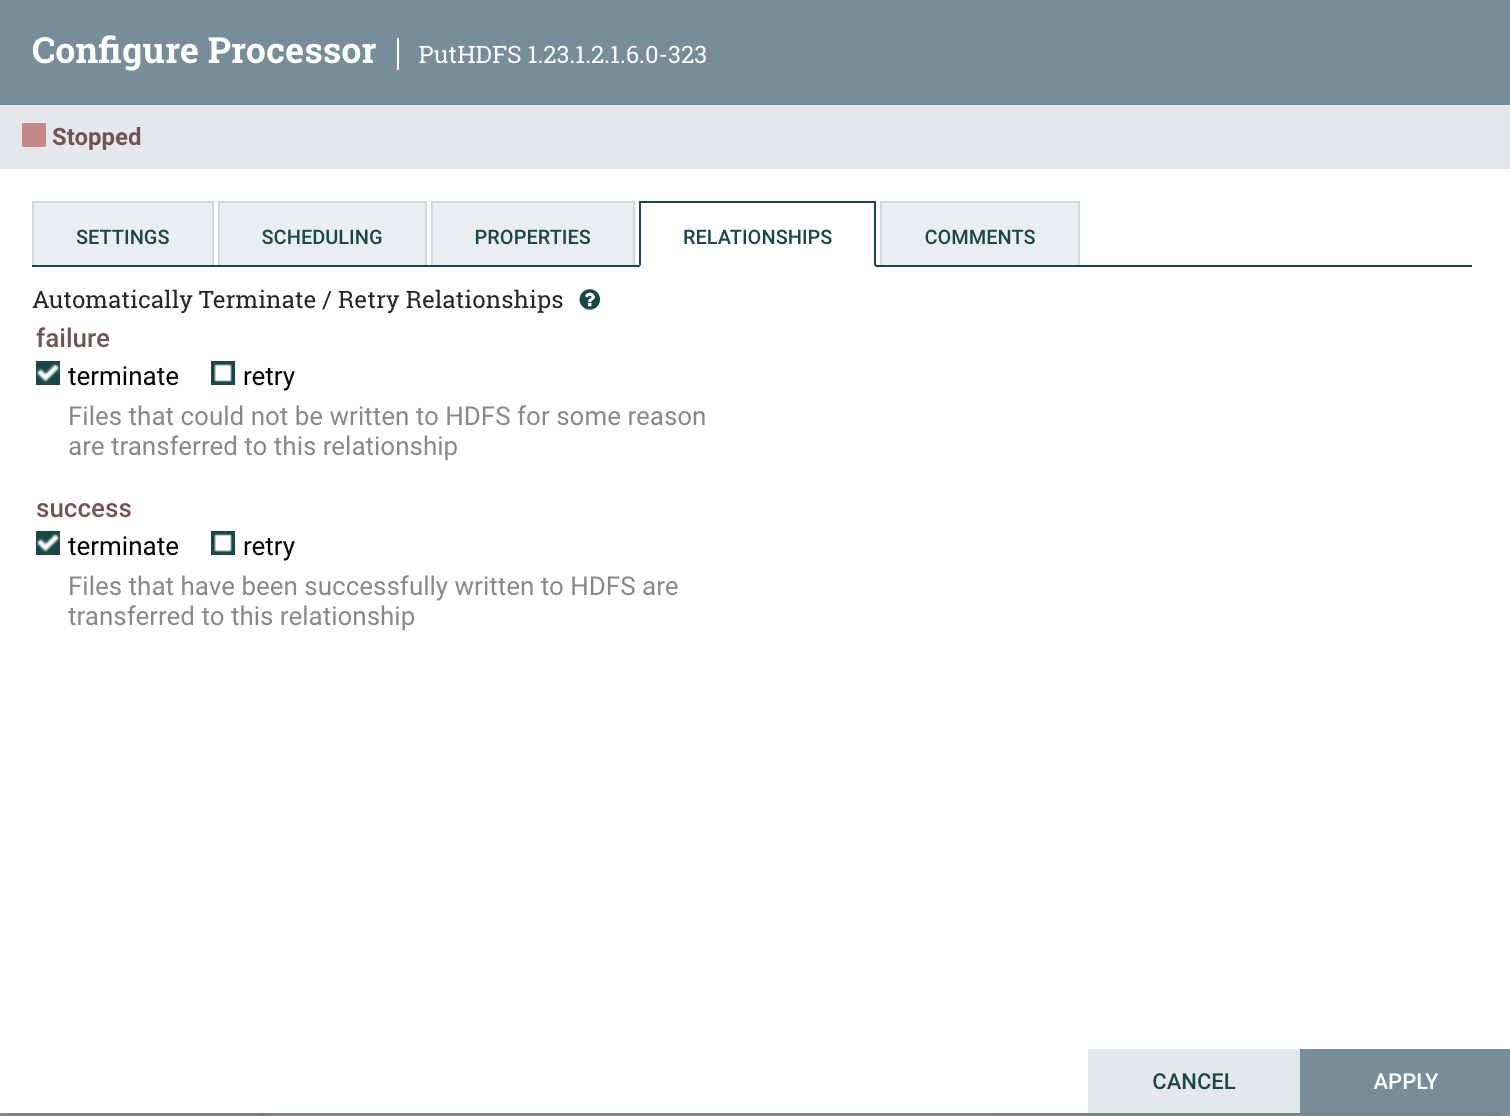 Configure Processor | PutHDFS 1.23.1.2.1.6.0-323
Stopped
SETTINGS SCHEDULING PROPERTIES RELATIONSHIPS COMMENTS
Automatically Terminate / Retry Relationships ?
failure
terminate retry
Files that could not be written to HDFS for some reason
are transferred to this relationship
success
terminate retry
Files that have been successfully written to HDFS are
transferred to this relationship
CANCEL APPLY